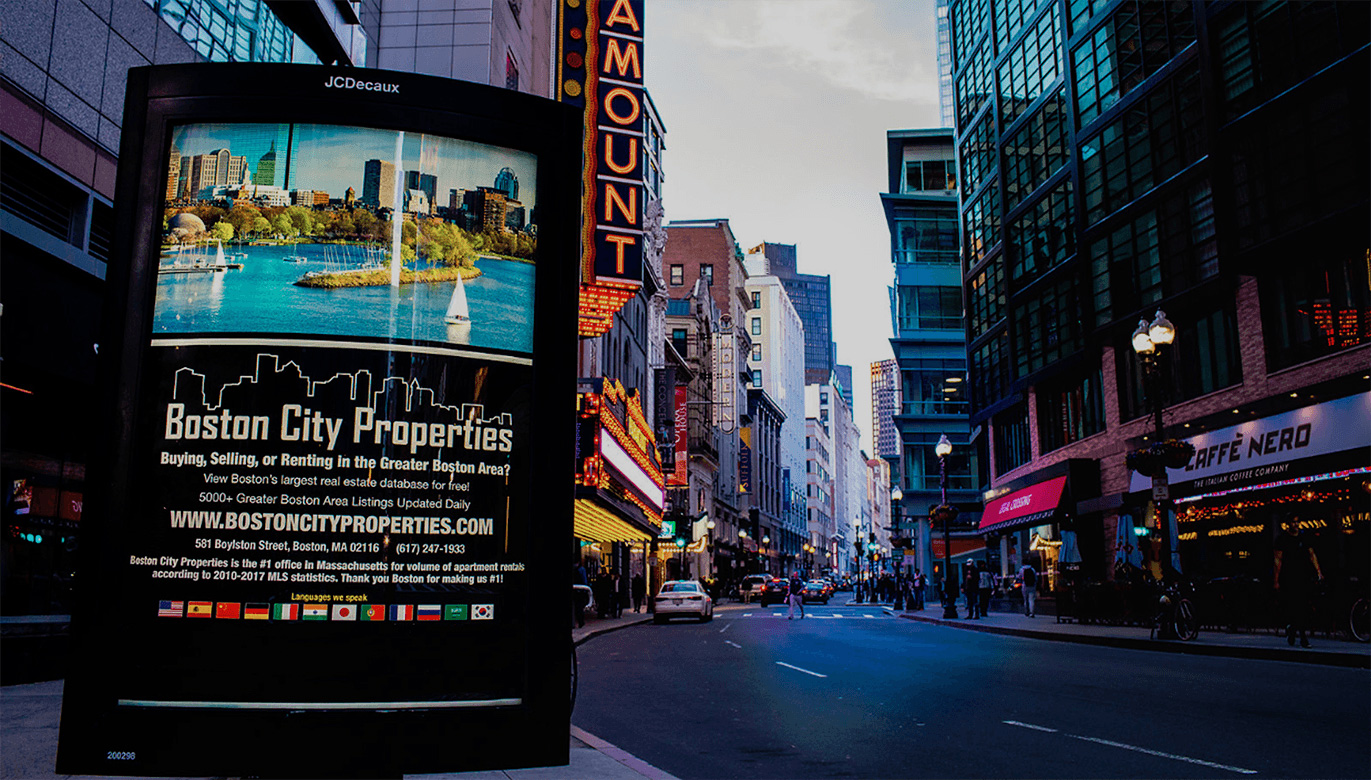 JCDecaux
Boston City Properties
Buying, Selling, or Renting in the Greater Boston Area?
View Boston's largest real estate database for free!
5000+ Greater Boston Area Listings Updated Daily
WWW.BOSTONCITYPROPERTIES.COM
581 Boylston Street, Boston, MA 02116 (617) 247-1933
Boston City Properties is the #1 office in Massachusetts for volume of apartment rentals
according to 2010-2017 MLS statistics. Thank you Boston for making us #1!
Languages we speak
200298
AMOUNT
OPERA
HOUSE
CAFFÈ NERO
THE ITALIAN COFFEE COMPANY